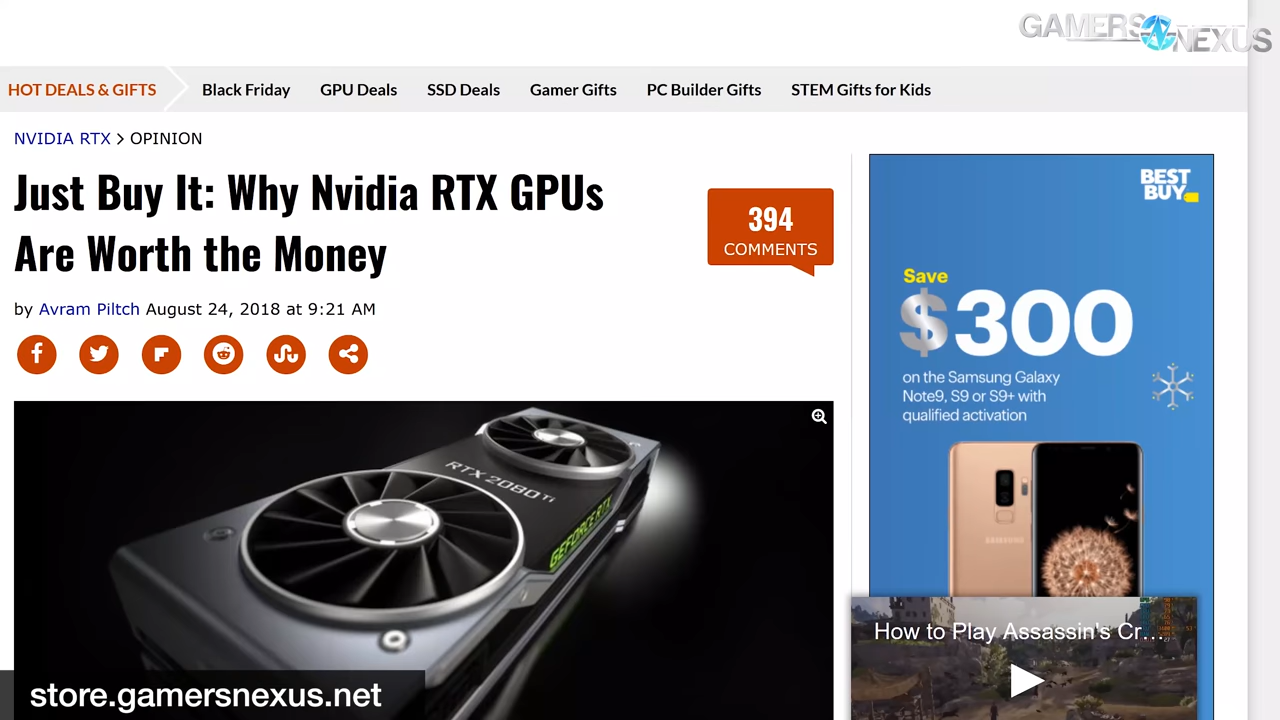 GAMERS NEXUS
HOT DEALS & GIFTS
Black Friday
GPU Deals
SSD Deals
Gamer Gifts
PC Builder Gifts
STEM Gifts for Kids
NVIDIA RTX > OPINION
Just Buy It: Why Nvidia RTX GPUs
Are Worth the Money
394
COMMENTS
by Avram Piltch August 24, 2018 at 9:21 AM
RTX 2080 Ti
GEFORCE RTX
BEST
BUY
Save
$300
on the Samsung Galaxy
Note9, S9 or S9+ with
qualified activation
SAMSUNG
How to Play Assassin's Cr...
store.gamersnexus.net